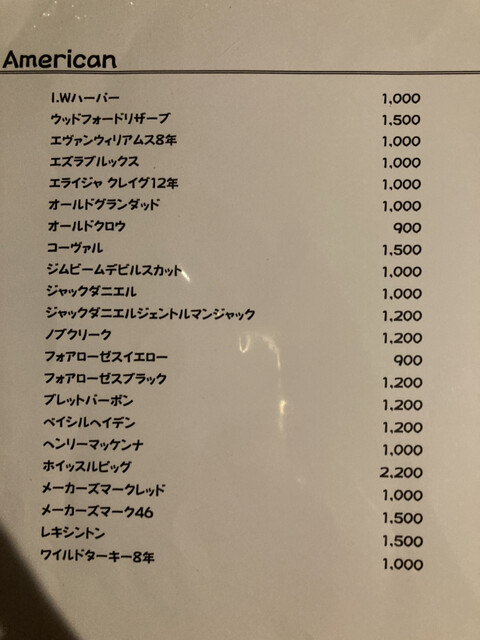 American
I.Wハーパー 1,000
ウッドフォードリザーブ 1,500
エヴァンウィリアムス8年 1,000
エズラブルックス 1,000
エライジャ クレイグ12年 1,000
オールドグランダッド 1,000
オールドクロウ 900
コーヴァル 1,500
ジムビームデビルスカット 1,000
ジャックダニエル 1,000
ジャックダニエルジェントルマンジャック 1,200
ノブクリーク 1,200
フォアローゼスイエロー 900
フォアローゼスブラック 1,200
ブレットバーボン 1,200
ベイシルヘイデン 1,200
ヘンリーマッケンナ 1,000
ホイッスルピッグ 2,200
メーカーズマークレッド 1,000
メーカーズマーク46 1,500
レキシントン 1,500
ワイルドターキー8年 1,000